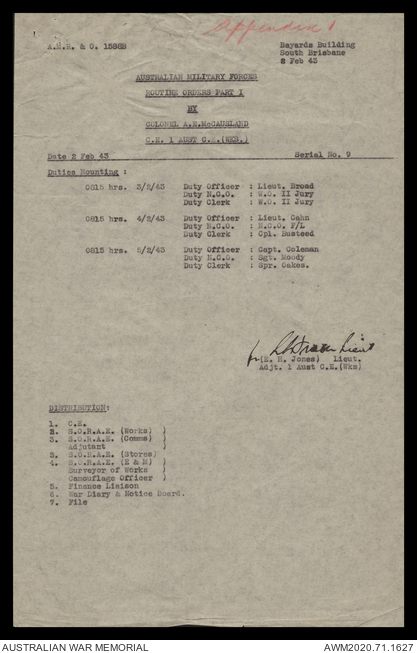 Appendix 1
A.M.R. & O. 1588B
Bayards Building
South Brisbane
2 Feb 43
AUSTRALIAN MILITARY FORCES
ROUTINE ORDERS PART I
BY
COLONEL A.E.McCAUSLAND
C.E. 1 AUST C.E.(WKS.)
Date 2 Feb 43 Serial No. 9
Duties Mounting :
0815 hrs. 3/2/43 Duty Officer : Lieut. Broad
Duty N.C.O. : W.O. II Jury
Duty Clerk : W.O. II Jury
0815 hrs. 4/2/43 Duty Officer : Lieut. Cahn
Duty N.C.O. : N.C.O. F/L
Duty Clerk : Cpl. Busteed
0815 hrs. 5/2/43 Duty Officer : Capt. Coleman
Duty N.C.O. : Sgt. Moody
Duty Clerk : Spr. Oakes.
for Lieut
(E. H. Jones) Lieut.
Adjt. 1 Aust C.E.(Wks)
DISTRIBUTION:
1. C.E.
2. S.O.R.A.E. (Works) )
3. S.O.R.A.E. (Comms) )
Adjutant )
3. S.O.R.A.E. (Stores)
4. S.O.R.A.E. (E & M) )
Surveyor of Works )
Camouflage Officer )
5. Finance Liaison
6. War Diary & Notice Board.
7. File
AUSTRALIAN WAR MEMORIAL AWM2020.71.1627